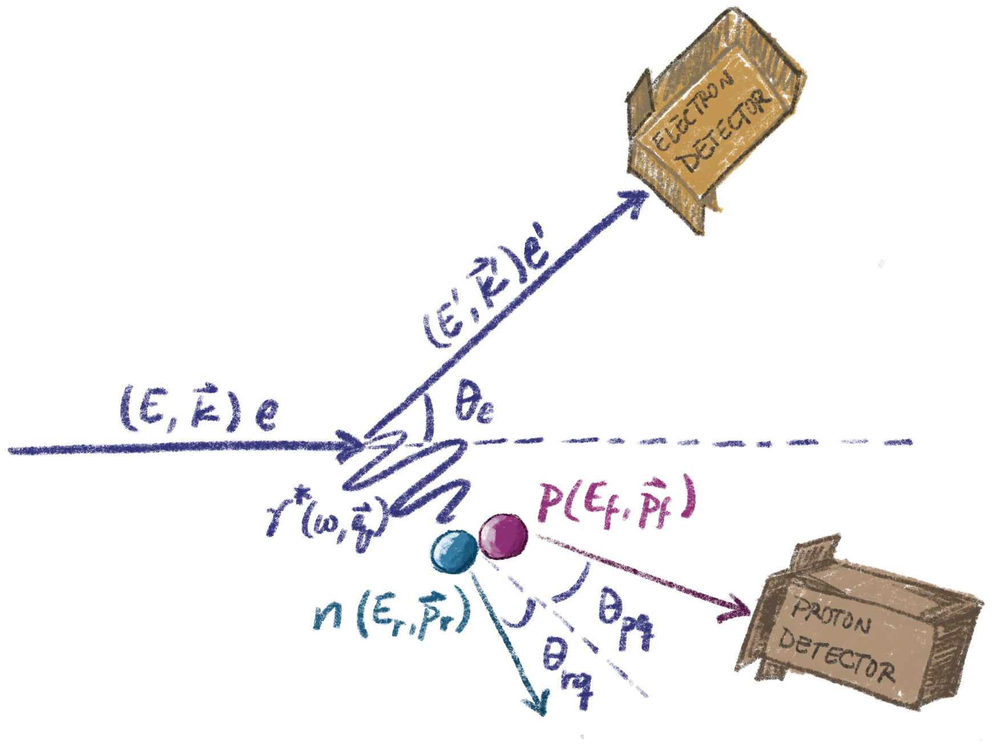 ELECTRON
DETECTOR
(E', k⃗') e'
(E, k⃗) e
θe
γ*(ω, q⃗)
p(Ef, p⃗f)
n(Er, p⃗r)
θpq
θrq
PROTON
DETECTOR